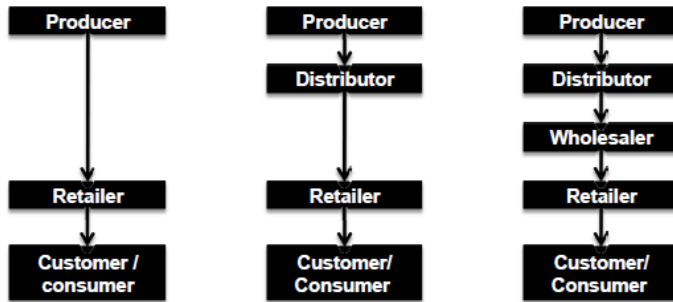 Producer
Retailer
Customer /
consumer
Producer
Distributor
Retailer
Customer/
Consumer
Producer
Distributor
Wholesaler
Retailer
Customer/
Consumer